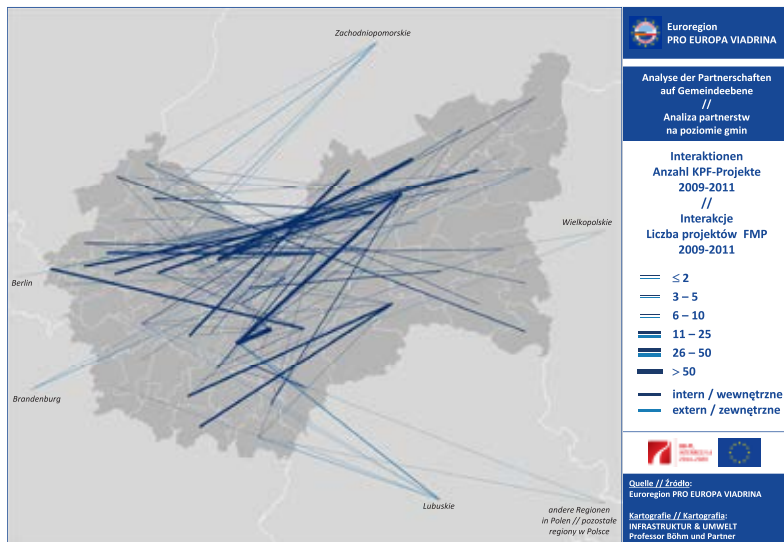 Zachodniopomorskie
Wielkopolskie
Berlin
Brandenburg
Lubuskie
andere Regionen
in Polen // pozostałe
regiony w Polsce
Euroregion
PRO EUROPA VIADRINA
Analyse der Partnerschaften
auf Gemeindeebene
//
Analiza partnerstw
na poziomie gmin
Interaktionen
Anzahl KPF-Projekte
2009-2011
//
Interakcje
Liczba projektów FMP
2009-2011
≤ 2
3 – 5
6 – 10
11 – 25
26 – 50
> 50
intern / wewnętrzne
extern / zewnętrzne
Quelle // Źródło:
Euroregion PRO EUROPA VIADRINA
Kartografie // Kartografia:
INFRASTRUKTUR & UMWELT
Professor Böhm und Partner